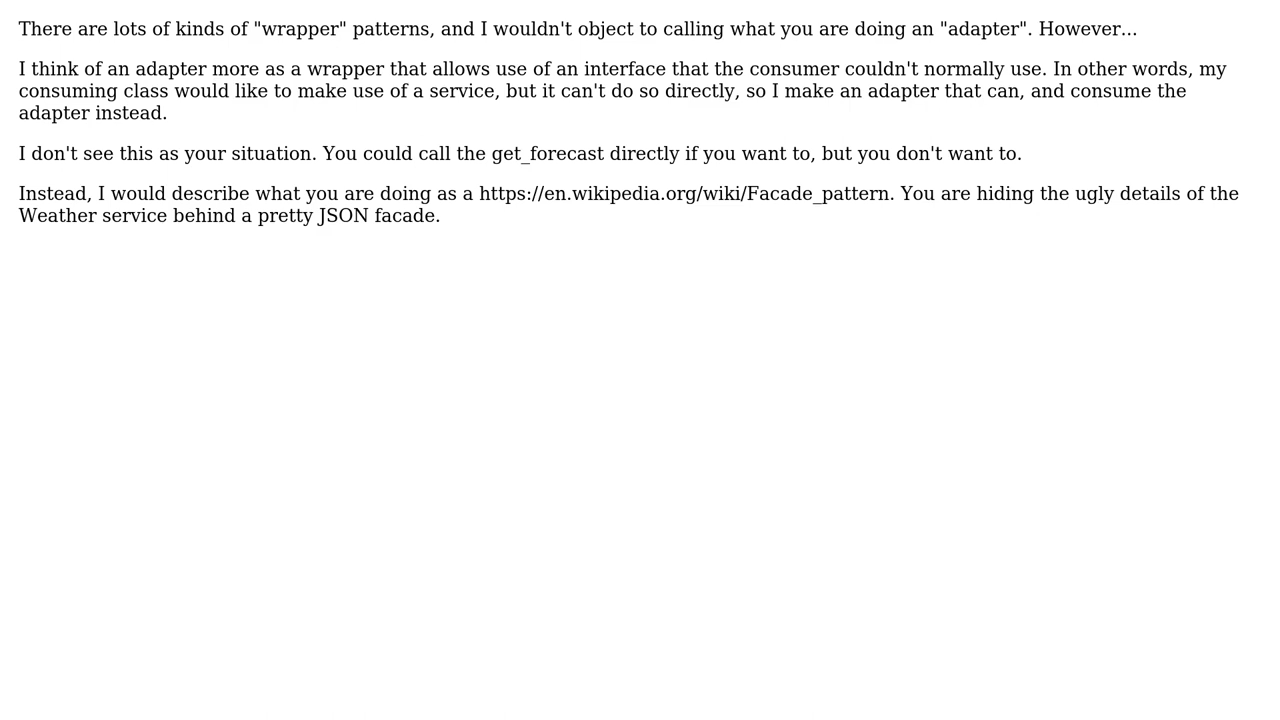 There are lots of kinds of "wrapper" patterns, and I wouldn't object to calling what you are doing an "adapter". However...
I think of an adapter more as a wrapper that allows use of an interface that the consumer couldn't normally use. In other words, my
consuming class would like to make use of a service, but it can't do so directly, so I make an adapter that can, and consume the
adapter instead.
I don't see this as your situation. You could call the get_forecast directly if you want to, but you don't want to.
Instead, I would describe what you are doing as a https://en.wikipedia.org/wiki/Facade_pattern. You are hiding the ugly details of the
Weather service behind a pretty JSON facade.